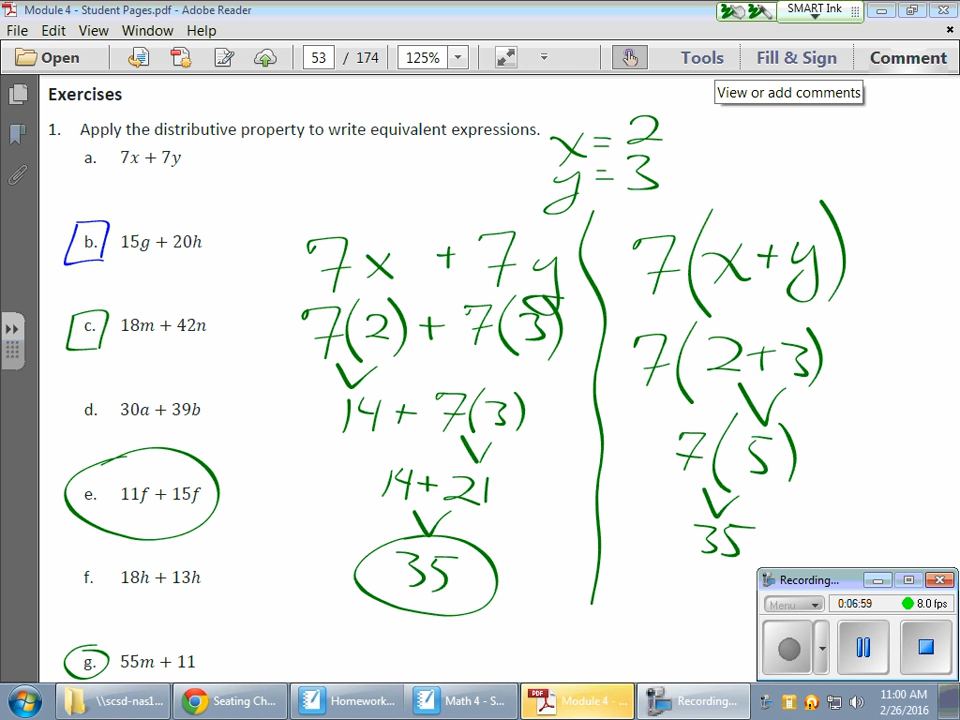 Module 4 - Student Pages.pdf - Adobe Reader
SMART Ink
File Edit View Window Help
Open 53 / 174 125% Tools Fill & Sign Comment
View or add comments
Exercises
1. Apply the distributive property to write equivalent expressions.
a. 7x + 7y
x = 2
y = 3
b. 15g + 20h
c. 18m + 42n
d. 30a + 39b
e. 11f + 15f
f. 18h + 13h
g. 55m + 11
7x + 7y
7(2) + 7(3)
14 + 7(3)
14 + 21
35
7(x+y)
7(2+3)
7(5)
35
Recording...
Menu 0:06:59 8.0 fps
\\scsd-nas1... Seating Ch... Homework... Math 4 - S... Module 4 - ... Recording...
11:00 AM
2/26/2016